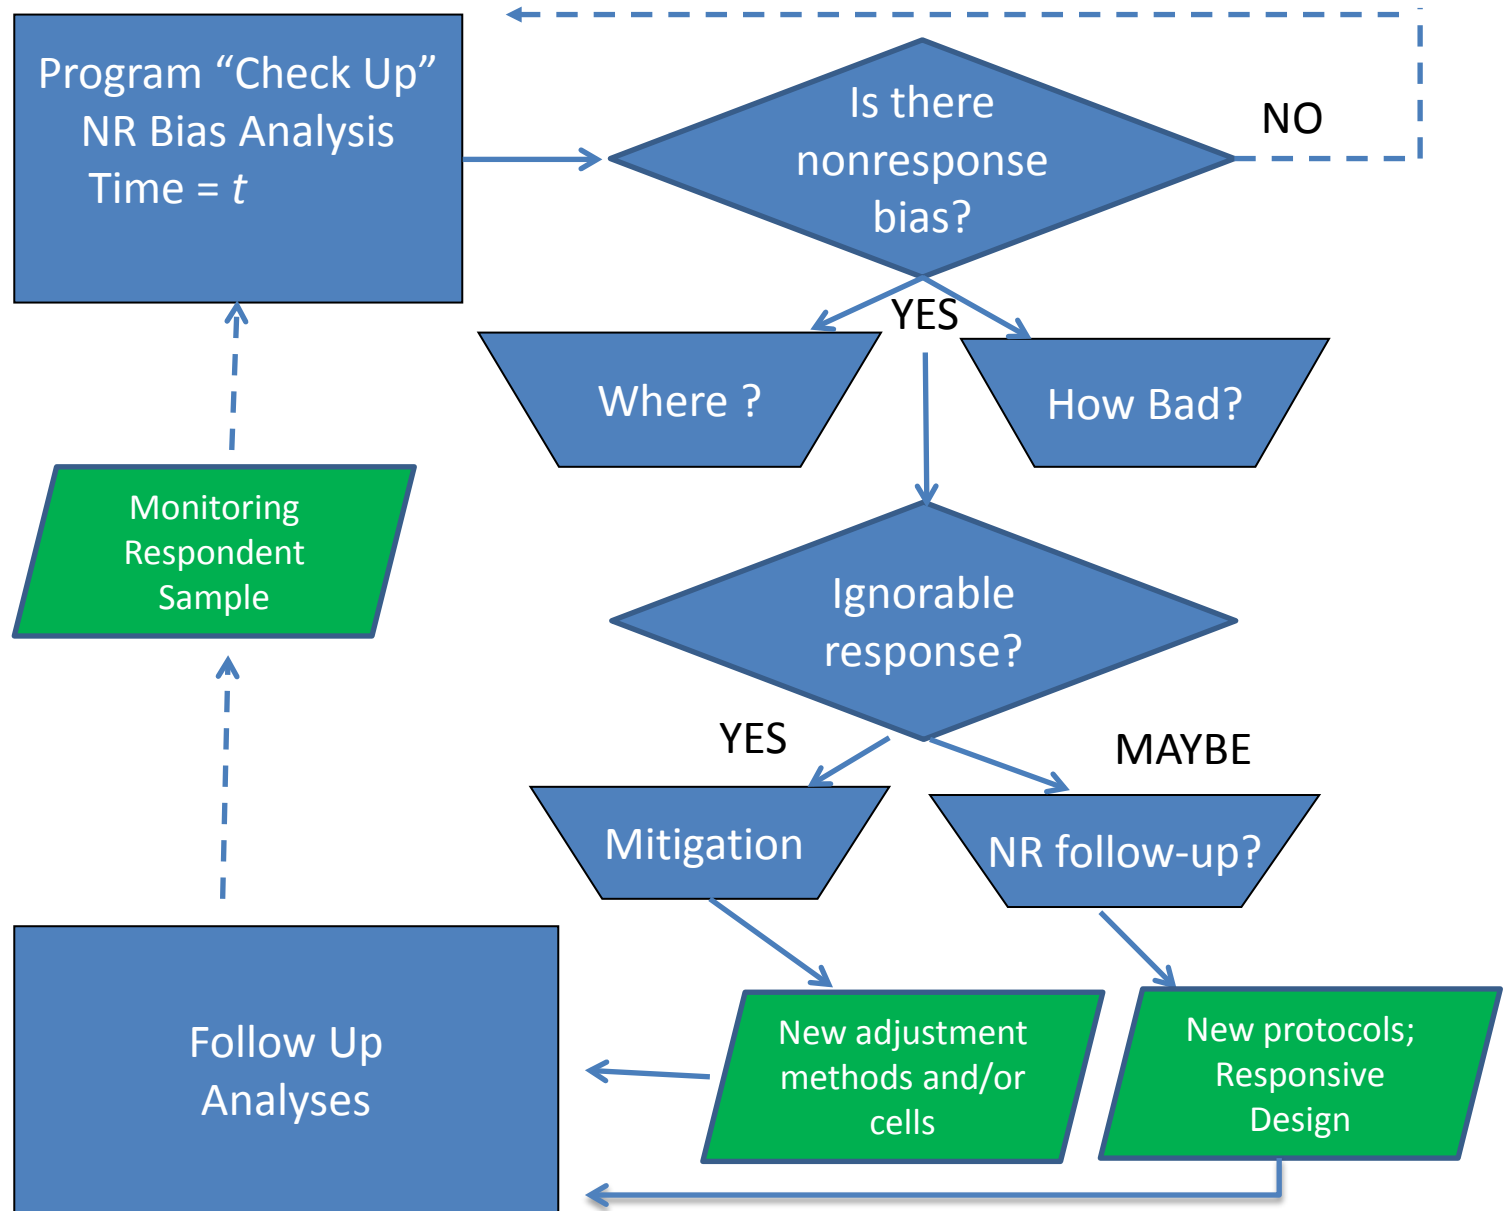 Program “Check Up”
NR Bias Analysis
Time = t
Is there
nonresponse
bias?
NO
YES
Where ?
How Bad?
Monitoring
Respondent
Sample
Ignorable
response?
YES
MAYBE
Mitigation
NR follow-up?
Follow Up
Analyses
New adjustment
methods and/or
cells
New protocols;
Responsive
Design